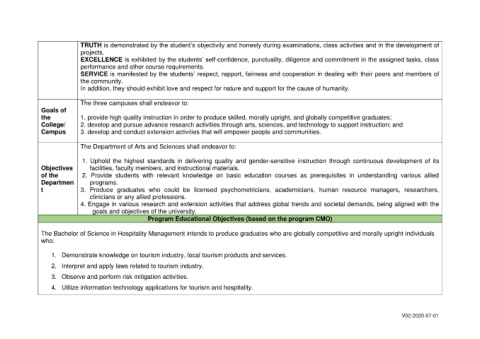 TRUTH is demonstrated by the student's objectivity and honesty during examinations, class activities and in the development of
projects.
EXCELLENCE is exhibited by the students' self-confidence, punctuality, diligence and commitment in the assigned tasks, class
performance and other course requirements.
SERVICE is manifested by the students' respect, rapport, fairness and cooperation in dealing with their peers and members of
the community.
In addition, they should exhibit love and respect for nature and support for the cause of humanity.
Goals of
the
College/
Campus
The three campuses shall endeavor to:
1. provide high quality instruction in order to produce skilled, morally upright, and globally competitive graduates;
2. develop and pursue advance research activities through arts, sciences, and technology to support instruction; and
3. develop and conduct extension activities that will empower people and communities.
Objectives
of the
Departmen
t
The Department of Arts and Sciences shall endeavor to:
1. Uphold the highest standards in delivering quality and gender-sensitive instruction through continuous development of its
facilities, faculty members, and instructional materials.
2. Provide students with relevant knowledge on basic education courses as prerequisites in understanding various allied
programs.
3. Produce graduates who could be licensed psychometricians, academicians, human resource managers, researchers,
clinicians or any allied professions.
4. Engage in various research and extension activities that address global trends and societal demands, being aligned with the
goals and objectives of the university.
Program Educational Objectives (based on the program CMO)
The Bachelor of Science in Hospitality Management intends to produce graduates who are globally competitive and morally upright individuals
who:
1. Demonstrate knowledge on tourism industry, local tourism products and services.
2. Interpret and apply laws related to tourism industry.
3. Observe and perform risk mitigation activities.
4. Utilize information technology applications for tourism and hospitality.
V02-2020-07-01